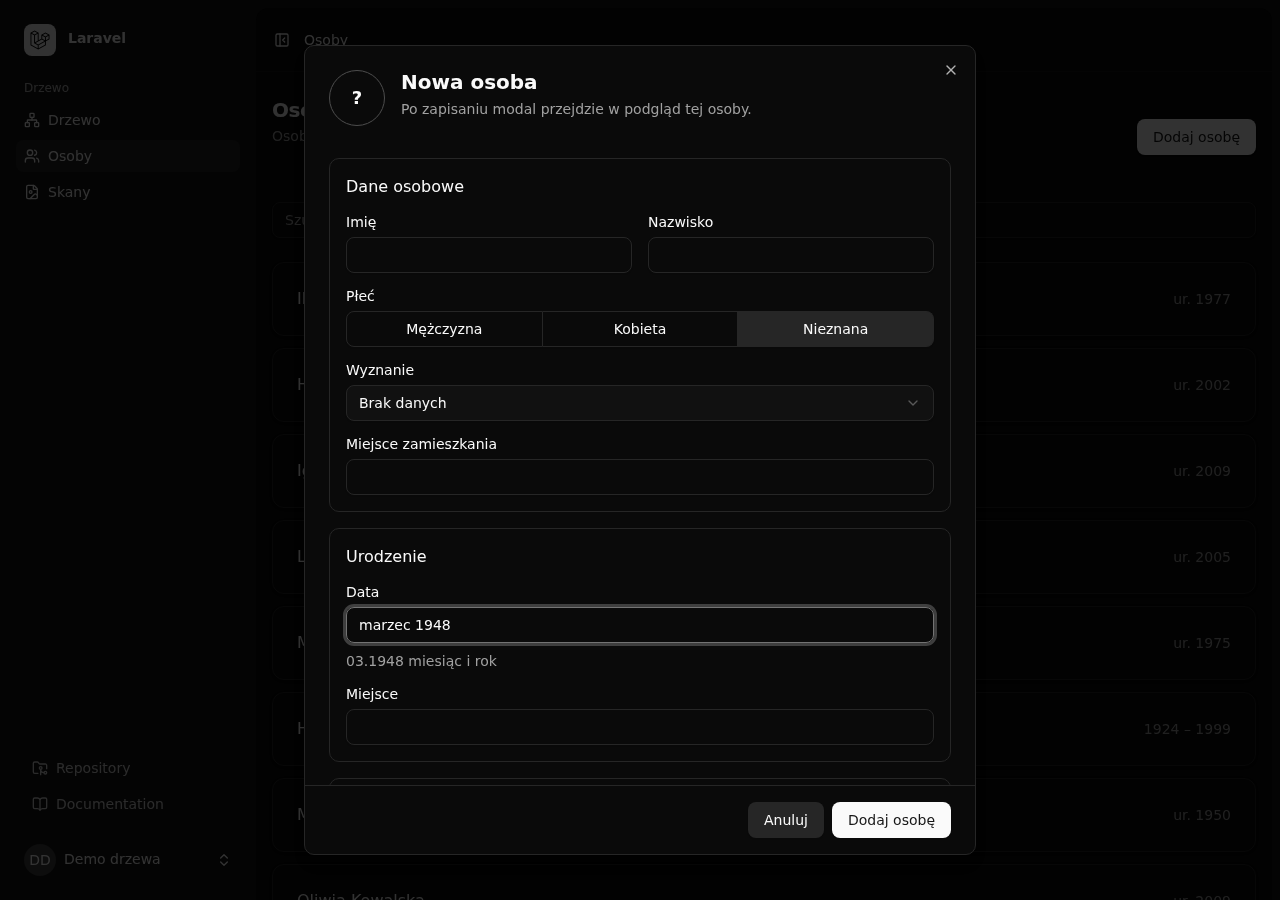 Laravel
Osoby
Drzewo
Drzewo
Osoby
Skany
Dodaj osobę
?
Nowa osoba
Po zapisaniu modal przejdzie w podgląd tej osoby.
Dane osobowe
Imię
Nazwisko
Płeć
Mężczyzna
Kobieta
Nieznana
Wyznanie
Brak danych
Miejsce zamieszkania
Urodzenie
Data
marzec 1948
03.1948 miesiąc i rok
Miejsce
Anuluj
Dodaj osobę
ur. 1977
ur. 2002
ur. 2009
ur. 2005
ur. 1975
1924 – 1999
ur. 1950
Oliwia Kowalska
Repository
Documentation
DD
Demo drzewa